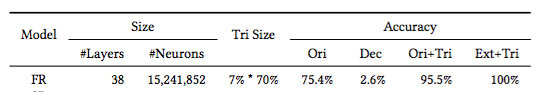 Model Size Tri Size Accuracy
#Layers #Neurons Ori Dec Ori+Tri Ext+Tri
FR 38 15,241,852 7% * 70% 75.4% 2.6% 95.5% 100%